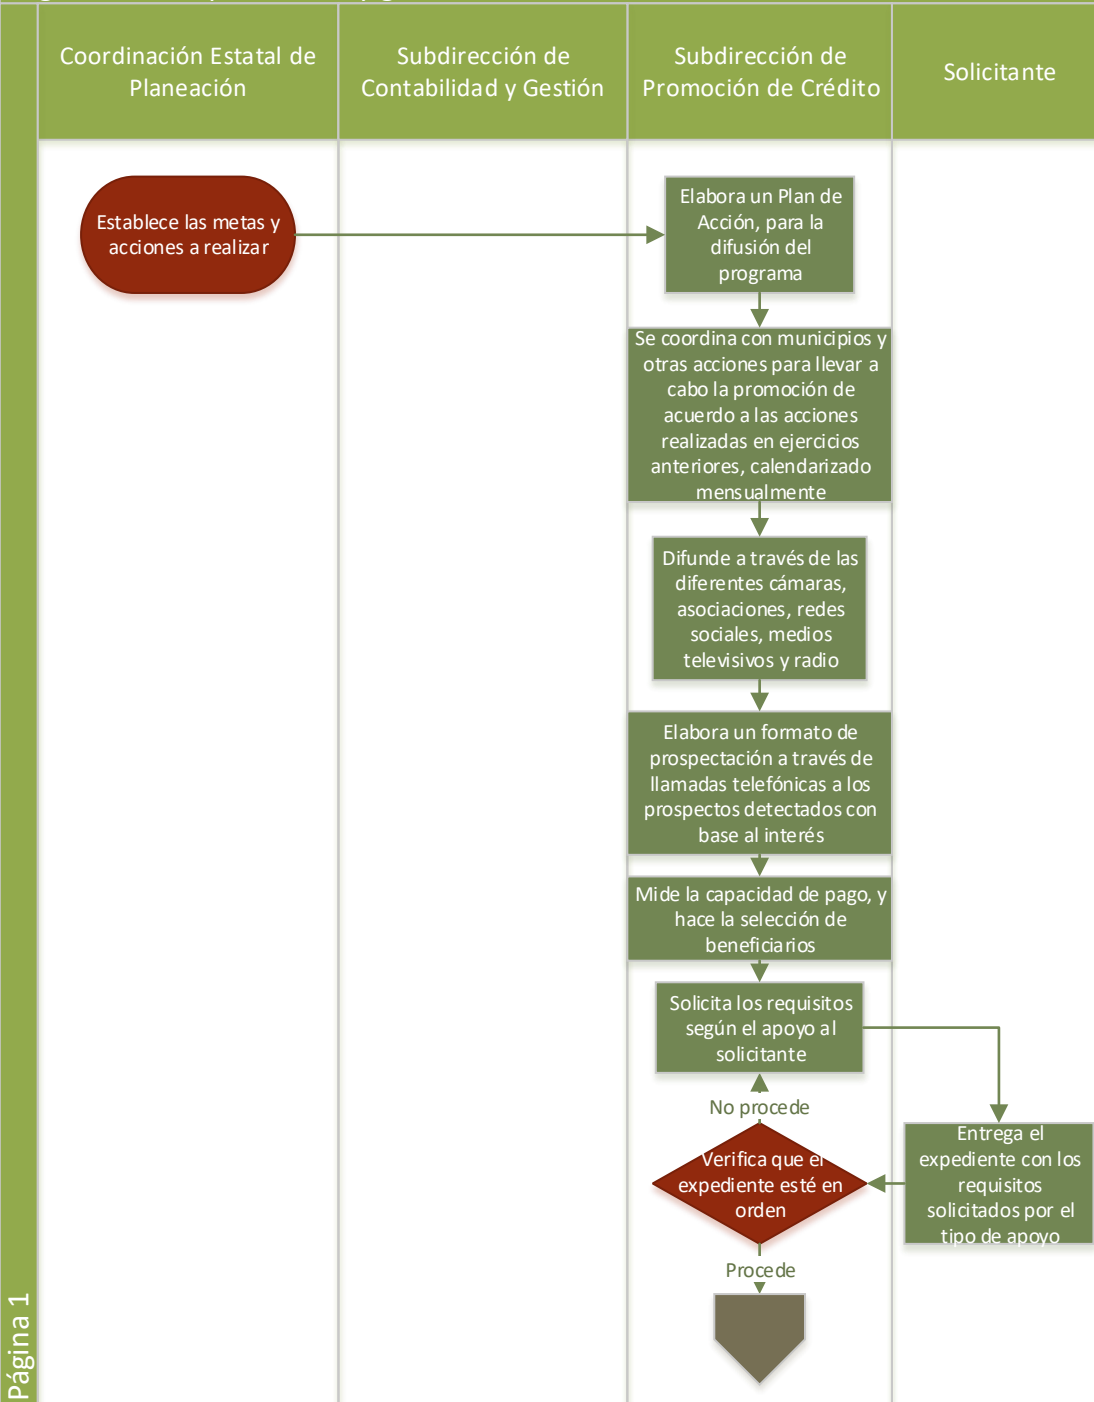 Coordinación Estatal de
Planeación
Subdirección de
Contabilidad y Gestión
Subdirección de
Promoción de Crédito
Solicitante
Establece las metas y
acciones a realizar
Elabora un Plan de
Acción, para la
difusión del
programa
Se coordina con municipios y
otras acciones para llevar a
cabo la promoción de
acuerdo a las acciones
realizadas en ejercicios
anteriores, calendarizado
mensualmente
Difunde a través de las
diferentes cámaras,
asociaciones, redes
sociales, medios
televisivos y radio
Elabora un formato de
prospectación a través de
llamadas telefónicas a los
prospectos detectados con
base al interés
Mide la capacidad de pago, y
hace la selección de
beneficiarios
Solicita los requisitos
según el apoyo al
solicitante
No procede
Entrega el
expediente con los
requisitos
solicitados por el
tipo de apoyo
Verifica que el
expediente esté en
orden
Procede
Página 1